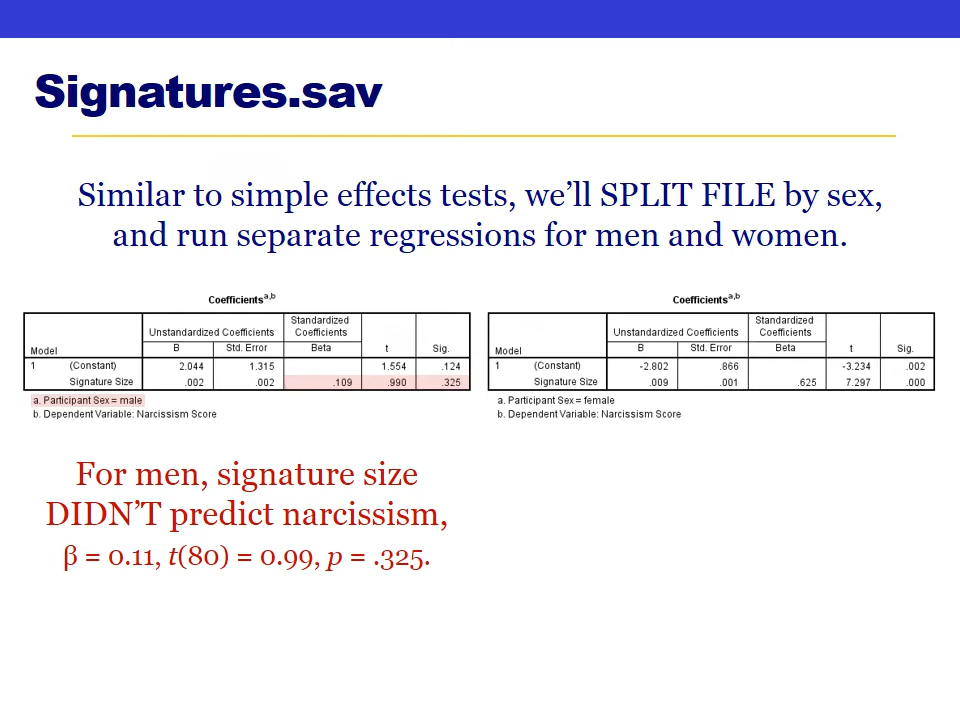 Signatures.sav
Similar to simple effects tests, we'll SPLIT FILE by sex,
and run separate regressions for men and women.
Coefficientsa,b
Model Unstandardized Coefficients Standardized Coefficients t Sig.
B Std. Error Beta
1 (Constant) 2.044 1.315 1.554 .124
Signature Size .002 .002 .109 .990 .325
a. Participant Sex = male
b. Dependent Variable: Narcissism Score
Coefficientsa,b
Model Unstandardized Coefficients Standardized Coefficients t Sig.
B Std. Error Beta
1 (Constant) -2.802 .866 -3.234 .002
Signature Size .009 .001 .625 7.297 .000
a. Participant Sex = female
b. Dependent Variable: Narcissism Score
For men, signature size
DIDN'T predict narcissism,
β = 0.11, t(80) = 0.99, p = .325.